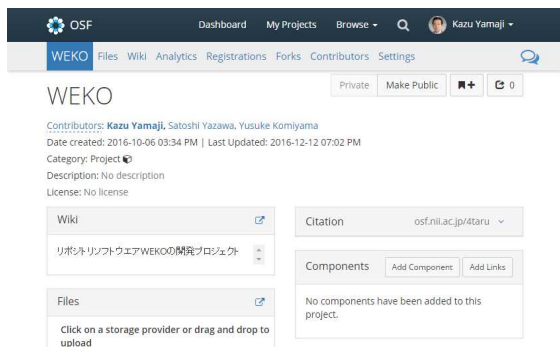 OSF Dashboard My Projects Browse Kazu Yamaji
WEKO Files Wiki Analytics Registrations Forks Contributors Settings
WEKO
Private Make Public + 0
Contributors: Kazu Yamaji, Satoshi Yazawa, Yusuke Komiyama
Date created: 2016-10-06 03:34 PM | Last Updated: 2016-12-12 07:02 PM
Category: Project
Description: No description
License: No license
Wiki
リポジトリソフトウエアWEKOの開発プロジェクト
Files
Click on a storage provider or drag and drop to
upload
Citation osf.nii.ac.jp/4taru
Components Add Component Add Links
No components have been added to this
project.